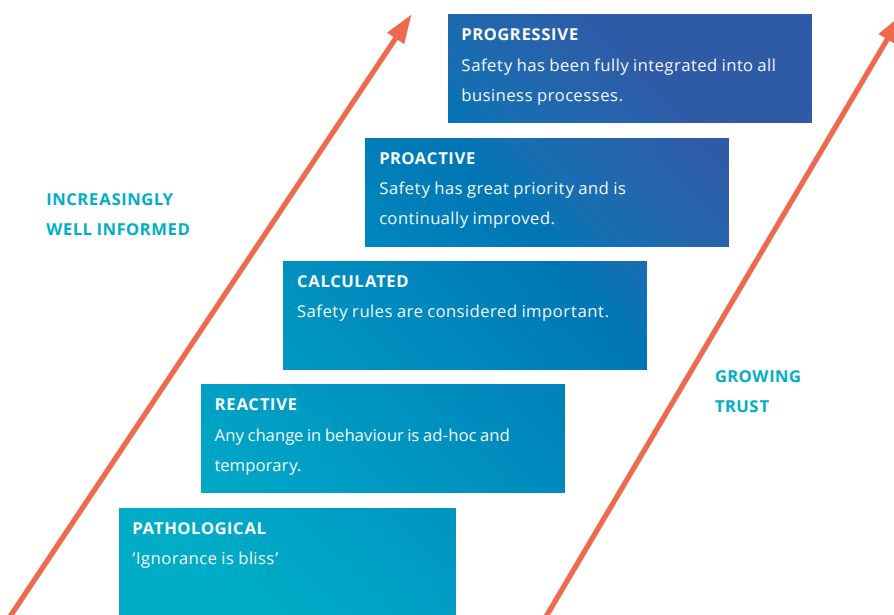 PROGRESSIVE
Safety has been fully integrated into all
business processes.
PROACTIVE
Safety has great priority and is
continually improved.
INCREASINGLY
WELL INFORMED
CALCULATED
Safety rules are considered important.
GROWING
TRUST
REACTIVE
Any change in behaviour is ad-hoc and
temporary.
PATHOLOGICAL
‘Ignorance is bliss’